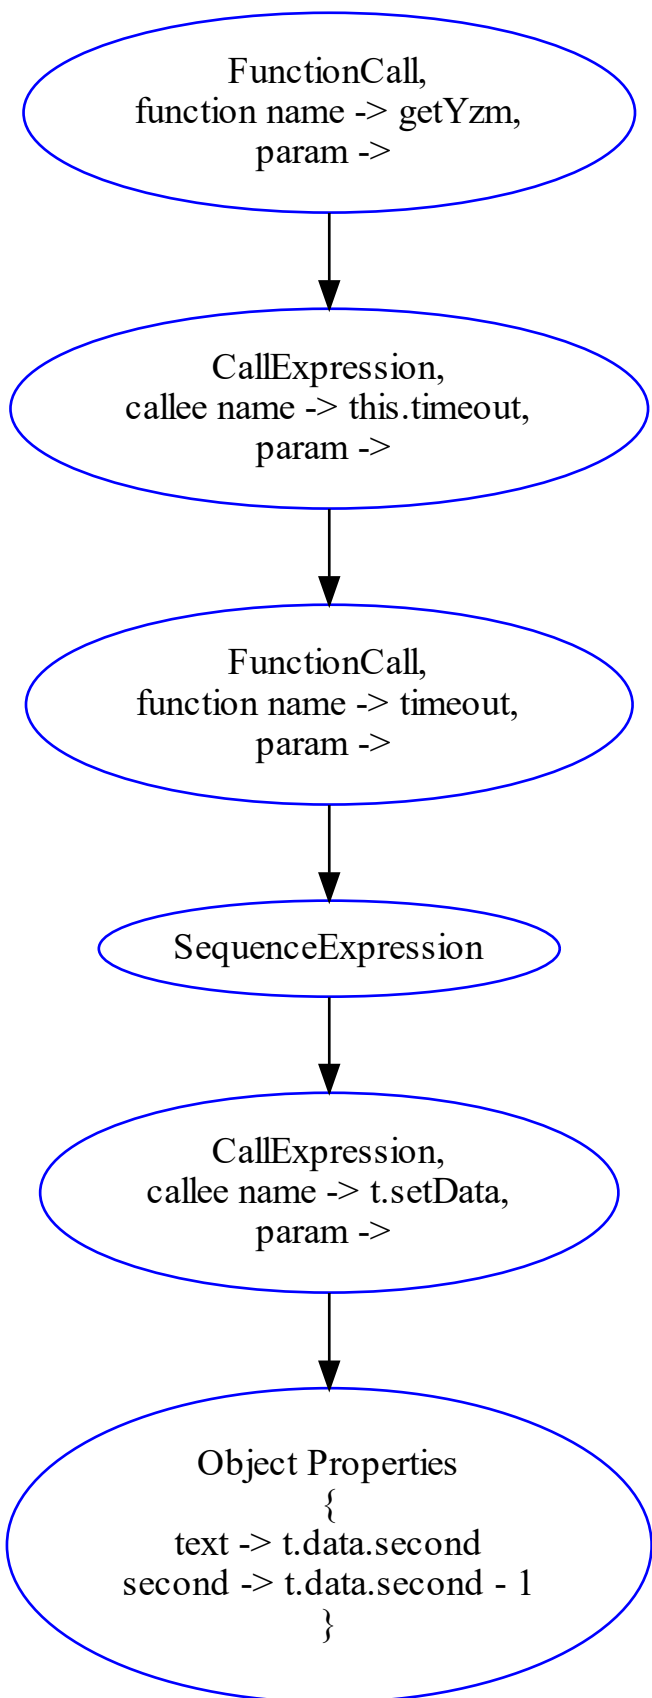 FunctionCall,
function name -> getYzm,
param ->
CallExpression,
callee name -> this.timeout,
param ->
FunctionCall,
function name -> timeout,
param ->
SequenceExpression
CallExpression,
callee name -> t.setData,
param ->
Object Properties
{
text -> t.data.second
second -> t.data.second - 1
}